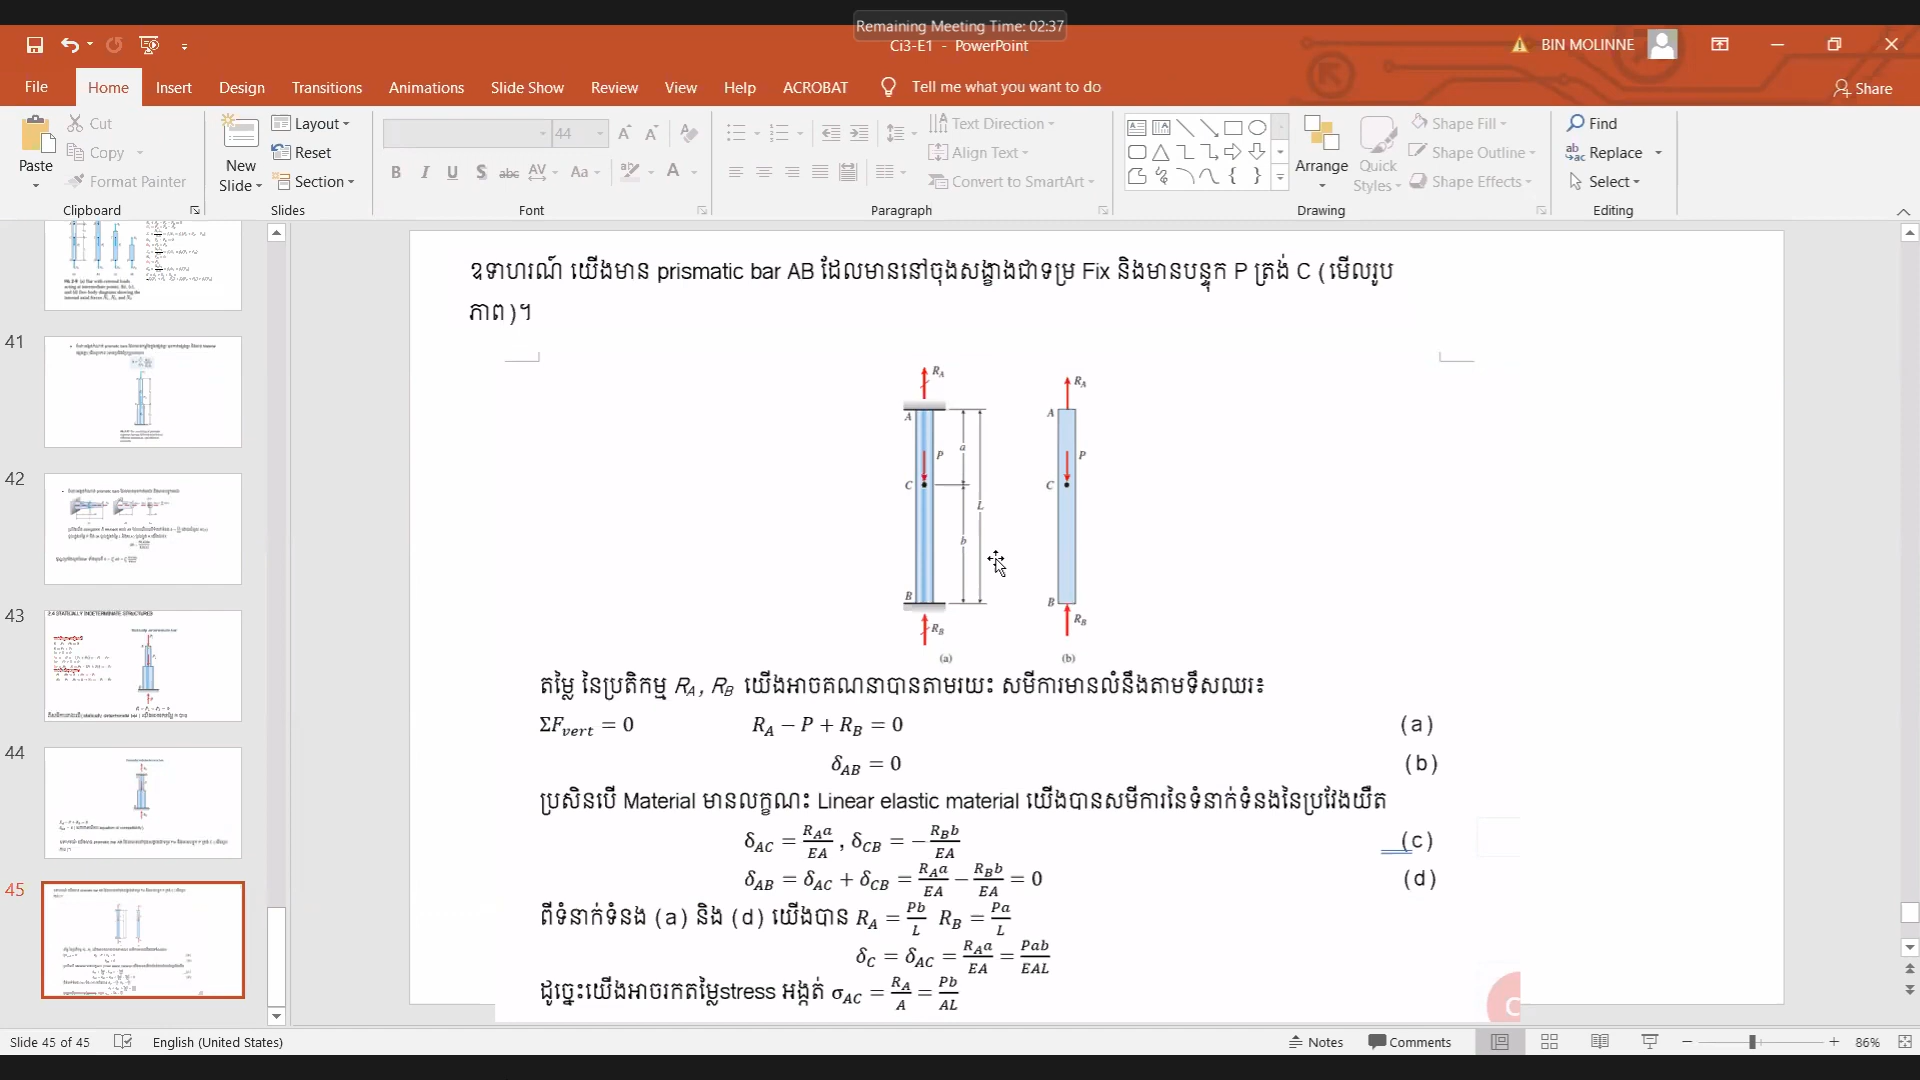 Remaining Meeting Time: 02:37
Ci3-E1 - PowerPoint
BIN MOLINNE
File Home Insert Design Transitions Animations Slide Show Review View Help ACROBAT Tell me what you want to do Share
Cut
Copy
Format Painter
Paste
Clipboard
New Slide
Layout
Reset
Section
Slides
44
B I U S abc AV Aa A
Font
Text Direction
Align Text
Convert to SmartArt
Paragraph
Arrange
Quick Styles
Shape Fill
Shape Outline
Shape Effects
Drawing
Find
Replace
Select
Editing
41
42
43
2.4 STATICALLY INDETERMINATE STRUCTURES
44
45
ឧទាហរណ៍ យើងមាន prismatic bar AB ដែលមាននៅចុងសង្ខាងជាទម្រ Fix និងមានបន្ទុក P ត្រង់ C (មើលរូប
ភាព)។
R_A R_A
A A
P a P
C C
L
b
B B
R_B R_B
(a) (b)
តម្លៃ នៃប្រតិកម្ម R_A, R_B យើងអាចគណនាបានតាមរយៈ សមីការមានលំនឹងតាមទឹសឈរ៖
ΣF_vert = 0 R_A − P + R_B = 0 (a)
δ_AB = 0 (b)
ប្រសិនបើ Material មានលក្ខណៈ Linear elastic material យើងបានសមីការនៃទំនាក់ទំនងនៃប្រវែងយឺត
δ_AC = R_A a/EA , δ_CB = − R_B b/EA (c)
δ_AB = δ_AC + δ_CB = R_A a/EA − R_B b/EA = 0 (d)
ពីទំនាក់ទំនង (a) និង (d) យើងបាន R_A = Pb/L R_B = Pa/L
δ_C = δ_AC = R_A a/EA = Pab/EAL
ដូច្នេះយើងអាចរកតម្លៃstress អង្កត់ σ_AC = R_A/A = Pb/AL
C
Slide 45 of 45 English (United States) Notes Comments 86%